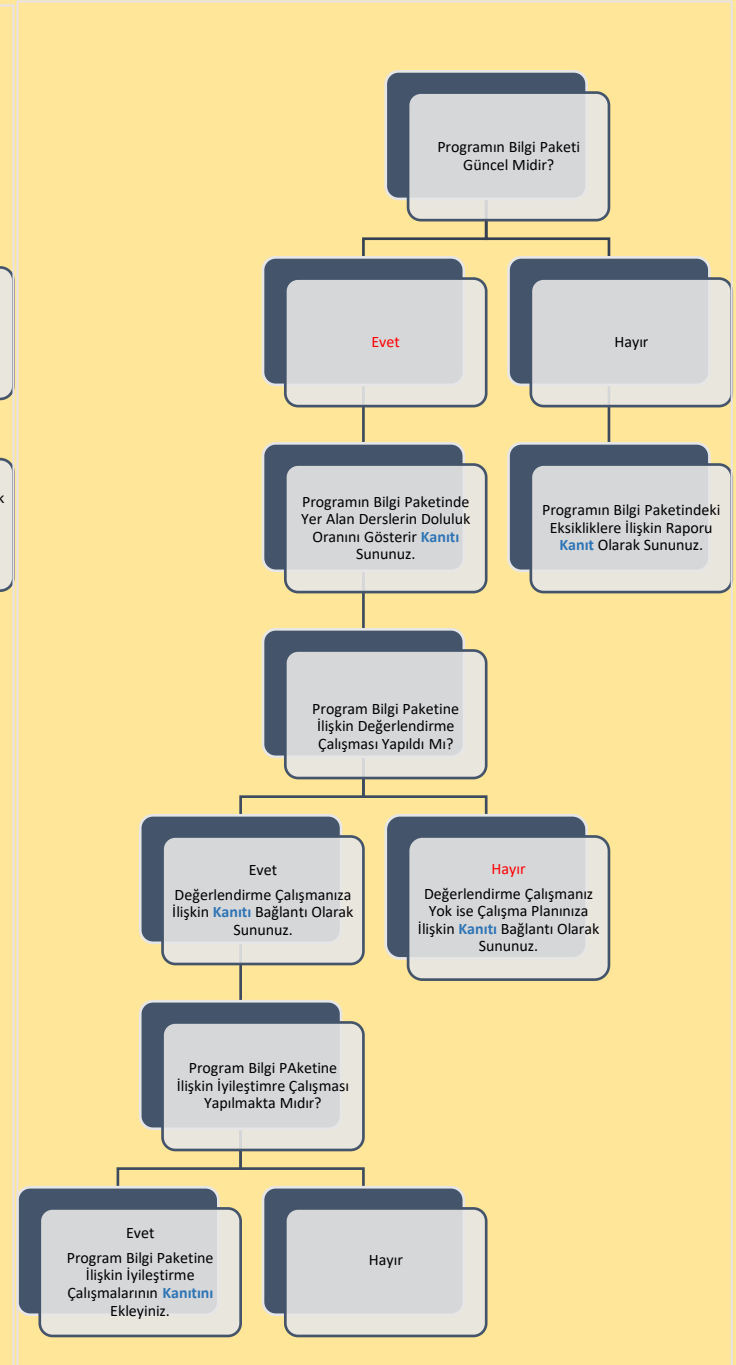 Programın Bilgi Paketi
Güncel Midir?
Evet
Hayır
Programın Bilgi Paketinde
Yer Alan Derslerin Doluluk
Oranını Gösterir Kanıtı
Sununuz.
Programın Bilgi Paketindeki
Eksikliklere İlişkin Raporu
Kanıt Olarak Sununuz.
k
Program Bilgi Paketine
İlişkin Değerlendirme
Çalışması Yapıldı Mı?
Evet
Değerlendirme Çalışmanıza
İlişkin Kanıtı Bağlantı Olarak
Sununuz.
Hayır
Değerlendirme Çalışmanız
Yok ise Çalışma Planınıza
İlişkin Kanıtı Bağlantı Olarak
Sununuz.
Program Bilgi PAketine
İlişkin İyileştimre Çalışması
Yapılmakta Mıdır?
Evet
Program Bilgi Paketine
İlişkin İyileştirme
Çalışmalarının Kanıtını
Ekleyiniz.
Hayır